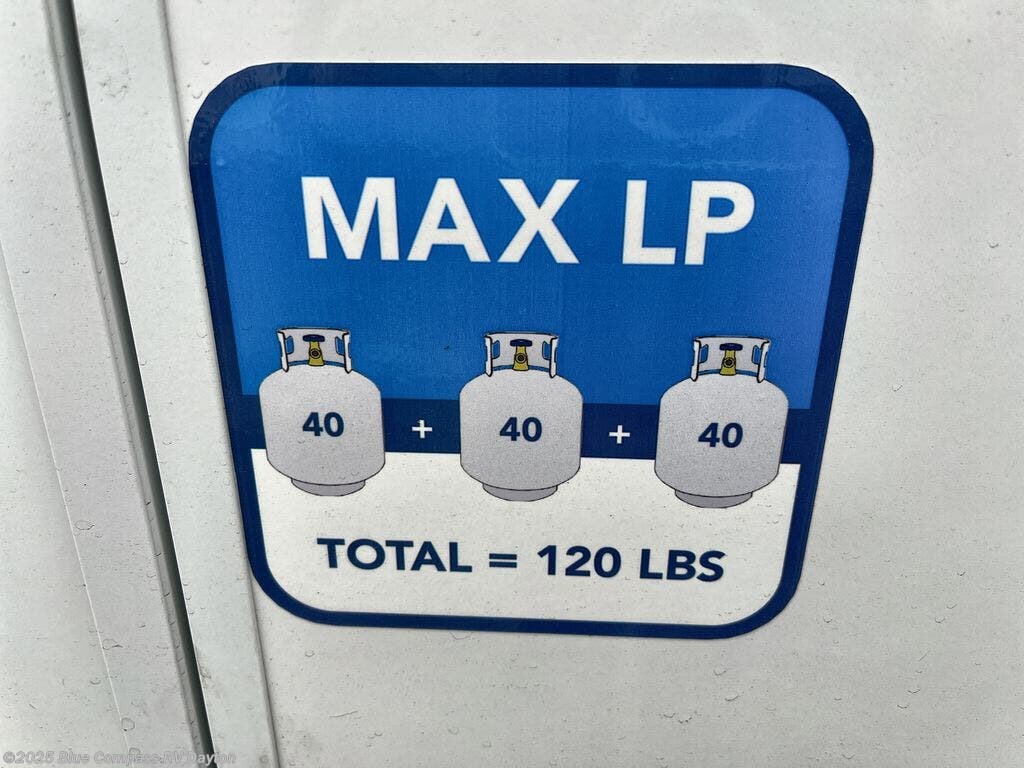 MAX LP
40 + 40 + 40
TOTAL = 120 LBS
©2025 Blue Compass RV Dayton